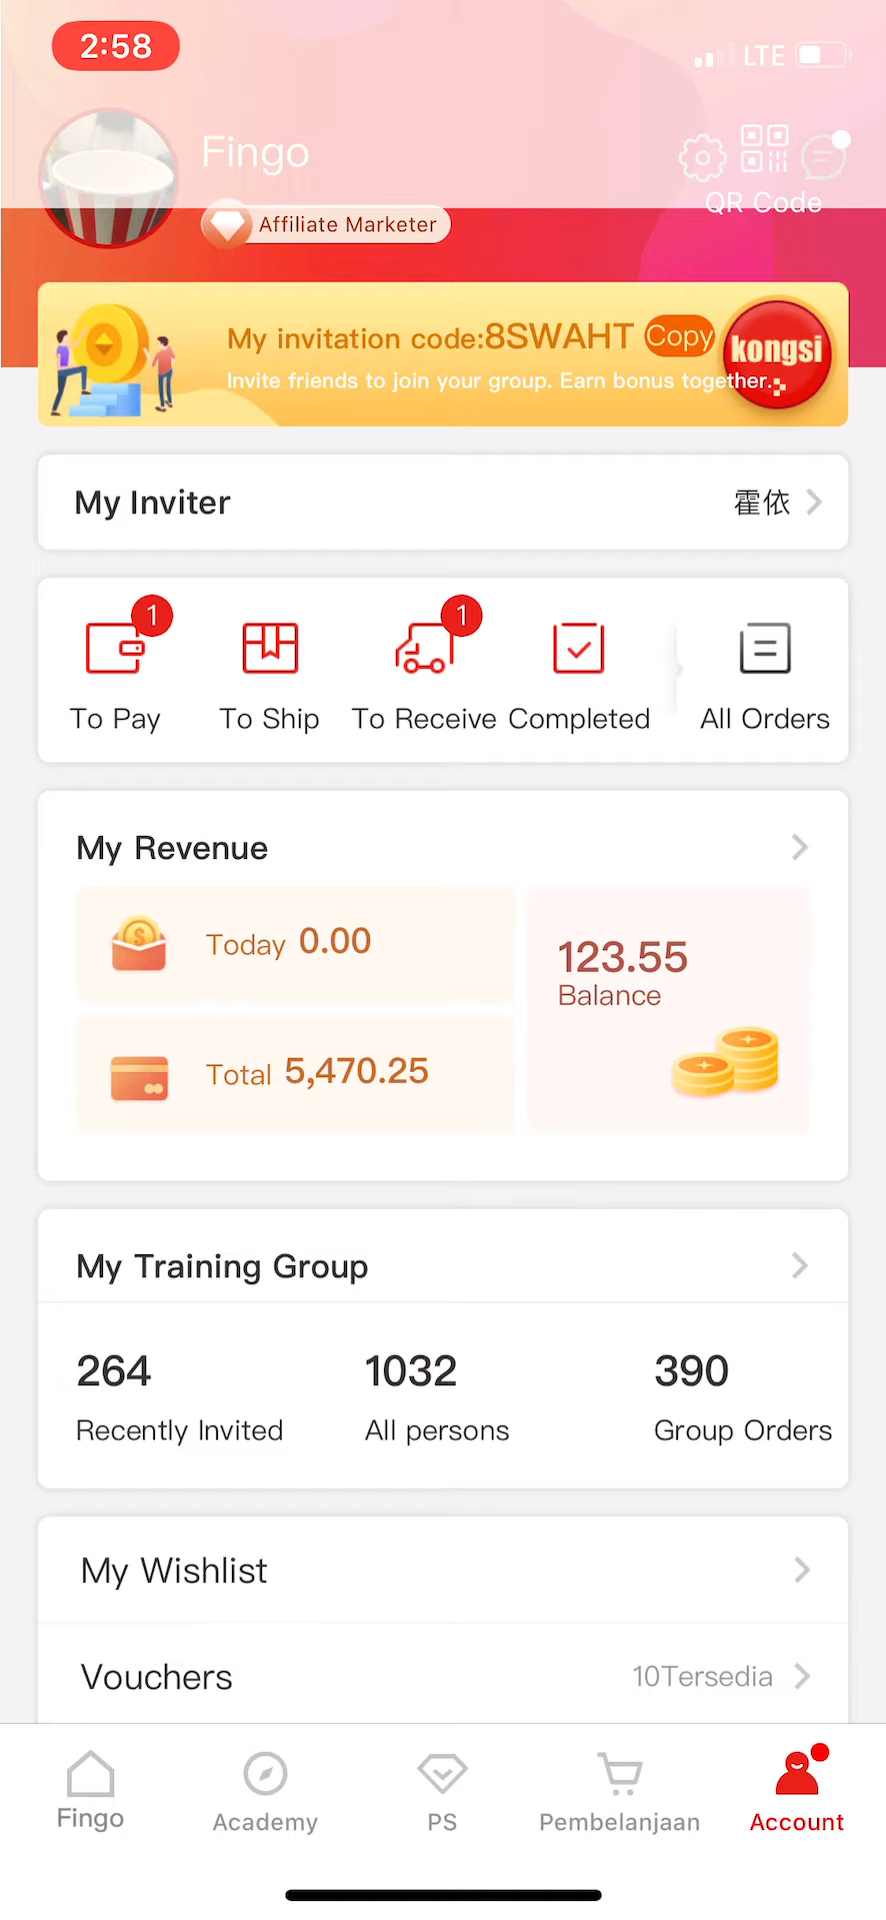 2:58
LTE
Fingo
QR Code
Affiliate Marketer
My invitation code:8SWAHT Copy
kongsi
Invite friends to join your group. Earn bonus together.
My Inviter 霍依
1 1
To Pay To Ship To Receive Completed All Orders
My Revenue
Today 0.00
123.55
Balance
Total 5,470.25
My Training Group
264 1032 390
Recently Invited All persons Group Orders
My Wishlist
Vouchers 10Tersedia
Fingo Academy PS Pembelanjaan Account